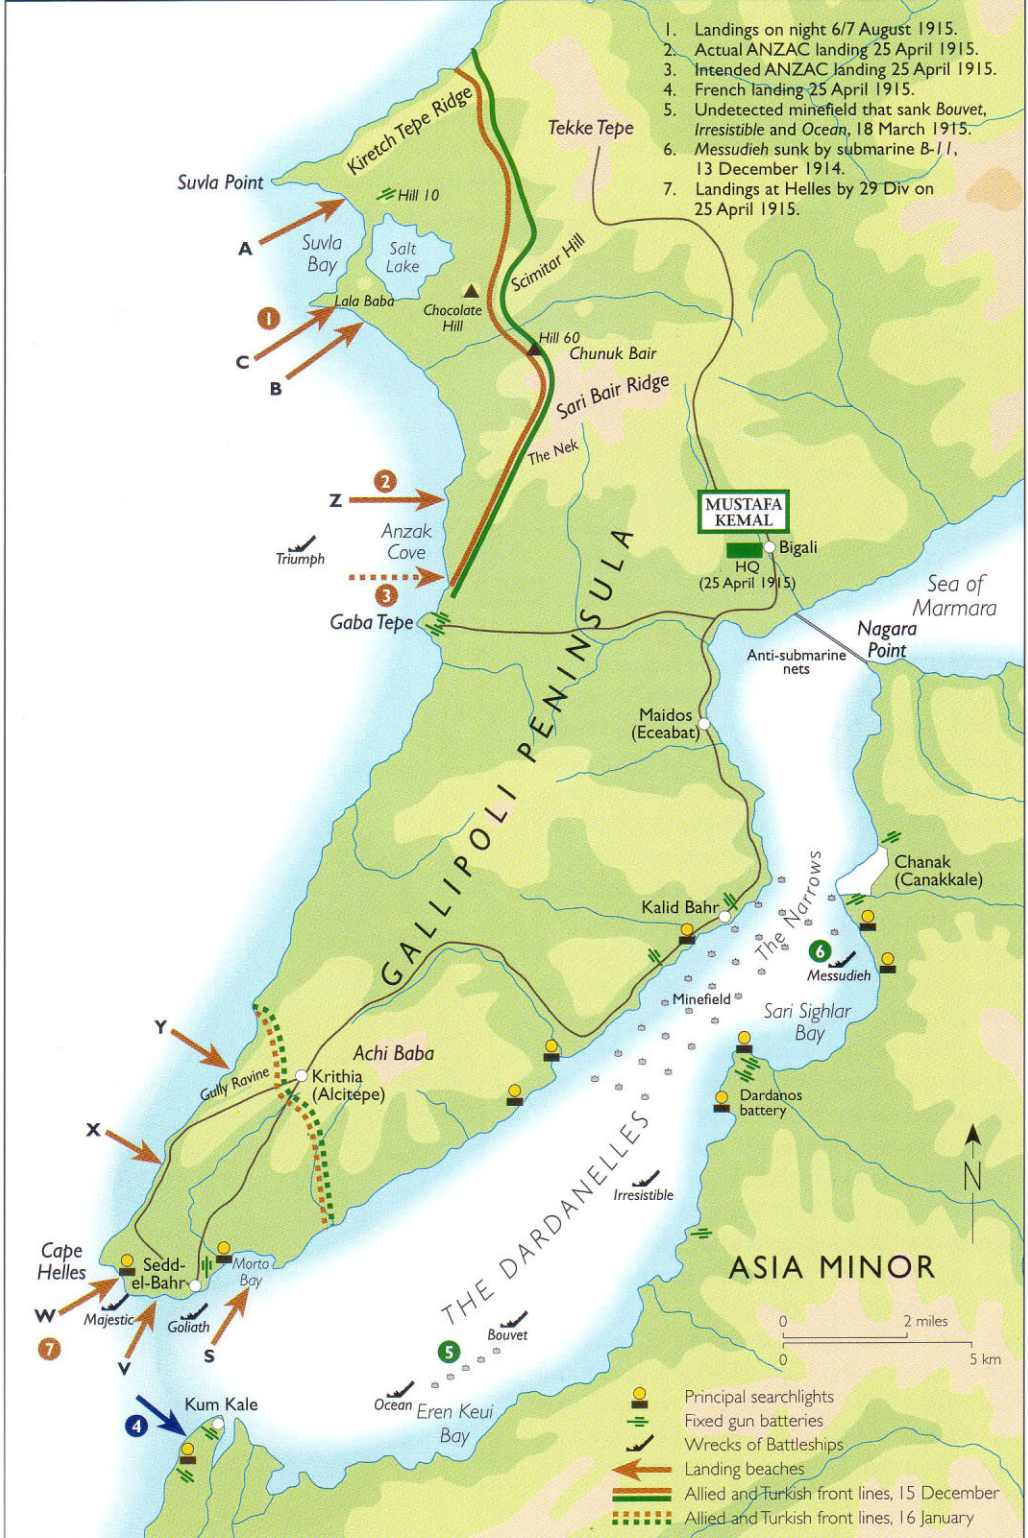 1. Landings on night 6/7 August 1915.
2. Actual ANZAC landing 25 April 1915.
3. Intended ANZAC landing 25 April 1915.
4. French landing 25 April 1915.
5. Undetected minefield that sank Bouvet,
Irresistible and Ocean, 18 March 1915.
6. Messudieh sunk by submarine B-11,
13 December 1914.
7. Landings at Helles by 29 Div on
25 April 1915.
Kiretch Tepe Ridge
Tekke Tepe
Suvla Point
Hill 10
A
Suvla
Bay
Salt
Lake
Scimitar Hill
Lala Baba
Chocolate
Hill
1
C
B
Hill 60
Chunuk Bair
Sari Bair Ridge
The Nek
2
Z
Anzak
Cove
Triumph
3
Gaba Tepe
MUSTAFA
KEMAL
Bigali
HQ
(25 April 1915)
Sea of
Marmara
Nagara
Point
Anti-submarine
nets
Maidos
(Eceabat)
GALLIPOLI PENINSULA
Chanak
(Canakkale)
The Narrows
Kalid Bahr
6
Messudieh
Minefield
Sari Sighlar
Bay
Y
Achi Baba
Gully Ravine
Krithia
(Alcitepe)
Dardanos
battery
X
THE DARDANELLES
Irresistible
N
Cape
Helles
Sedd-
el-Bahr
Morto
Bay
ASIA MINOR
W
Majestic
Goliath
7
V
S
Bouvet
5
0 2 miles
0 5 km
Ocean
Eren Keui
Bay
4
Kum Kale
Principal searchlights
Fixed gun batteries
Wrecks of Battleships
Landing beaches
Allied and Turkish front lines, 15 December
Allied and Turkish front lines, 16 January